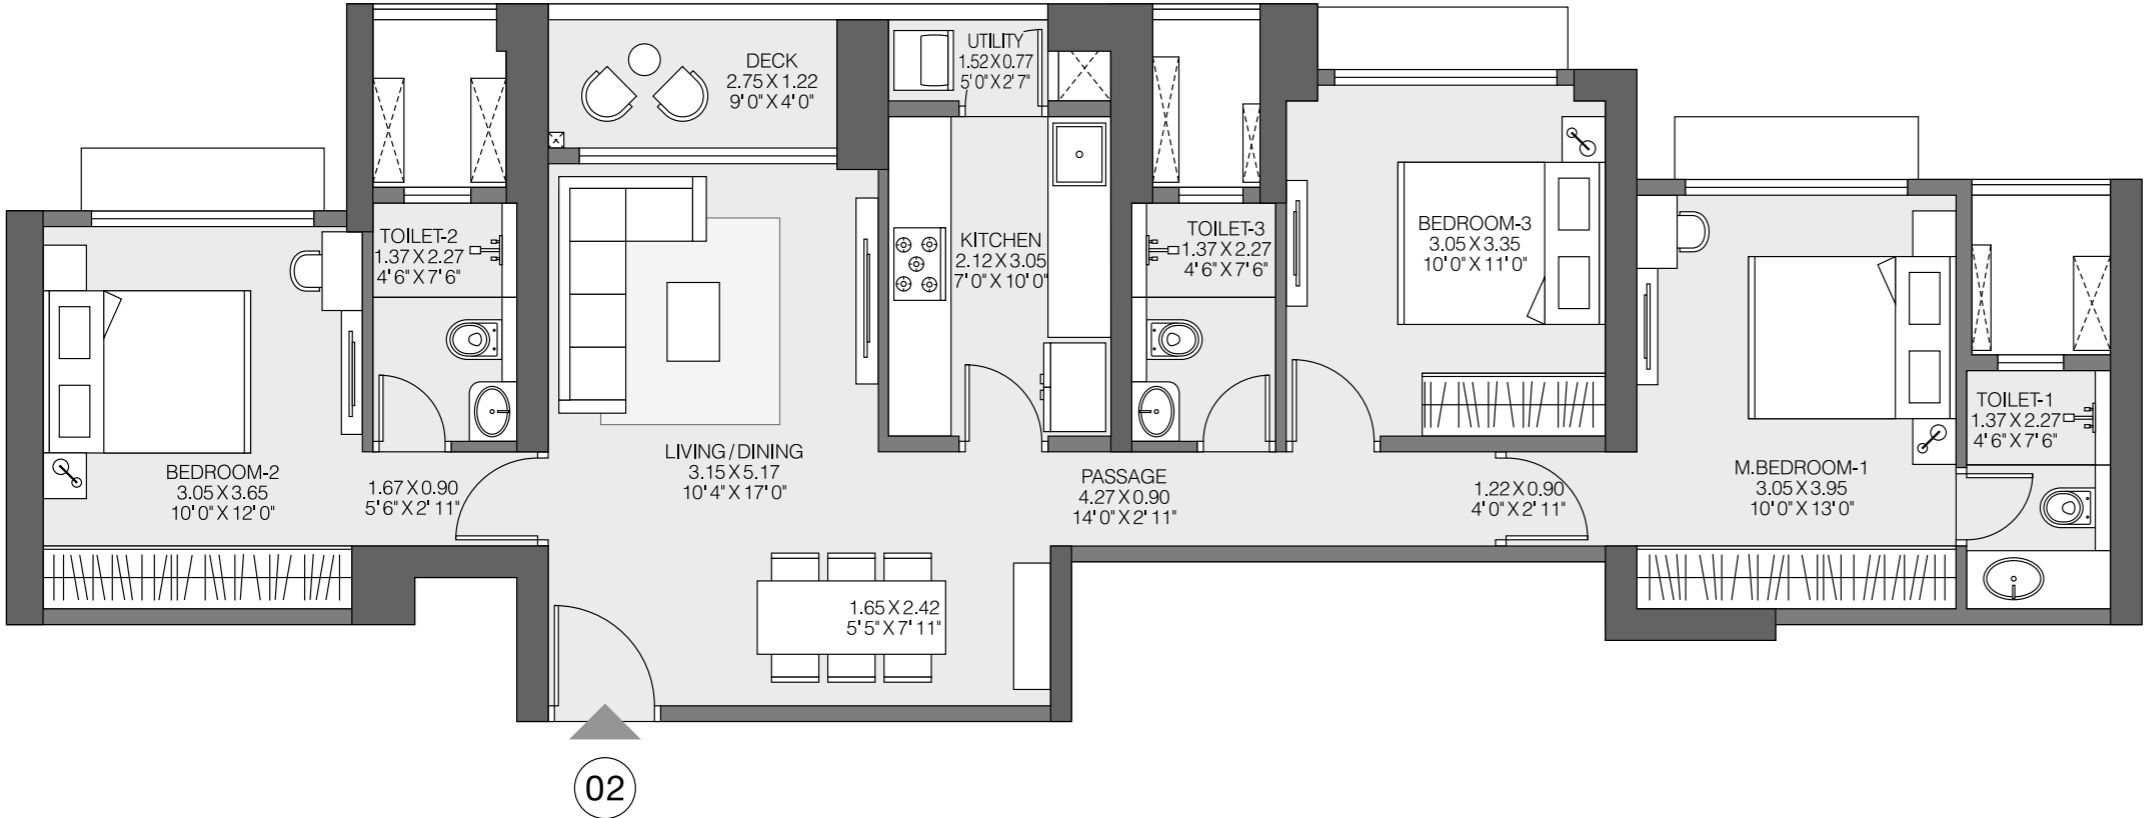 DECK
2.75 X 1.22
9'0" X 4'0"
UTILITY
1.52 X 0.77
5'0" X 2'7"
TOILET-2
1.37 X 2.27
4'6" X 7'6"
KITCHEN
2.12 X 3.05
7'0" X 10'0"
TOILET-3
1.37 X 2.27
4'6" X 7'6"
BEDROOM-3
3.05 X 3.35
10'0" X 11'0"
TOILET-1
1.37 X 2.27
4'6" X 7'6"
BEDROOM-2
3.05 X 3.65
10'0" X 12'0"
1.67 X 0.90
5'6" X 2'11"
LIVING / DINING
3.15 X 5.17
10'4" X 17'0"
PASSAGE
4.27 X 0.90
14'0" X 2'11"
1.22 X 0.90
4'0" X 2'11"
M.BEDROOM-1
3.05 X 3.95
10'0" X 13'0"
1.65 X 2.42
5'5" X 7'11"
02